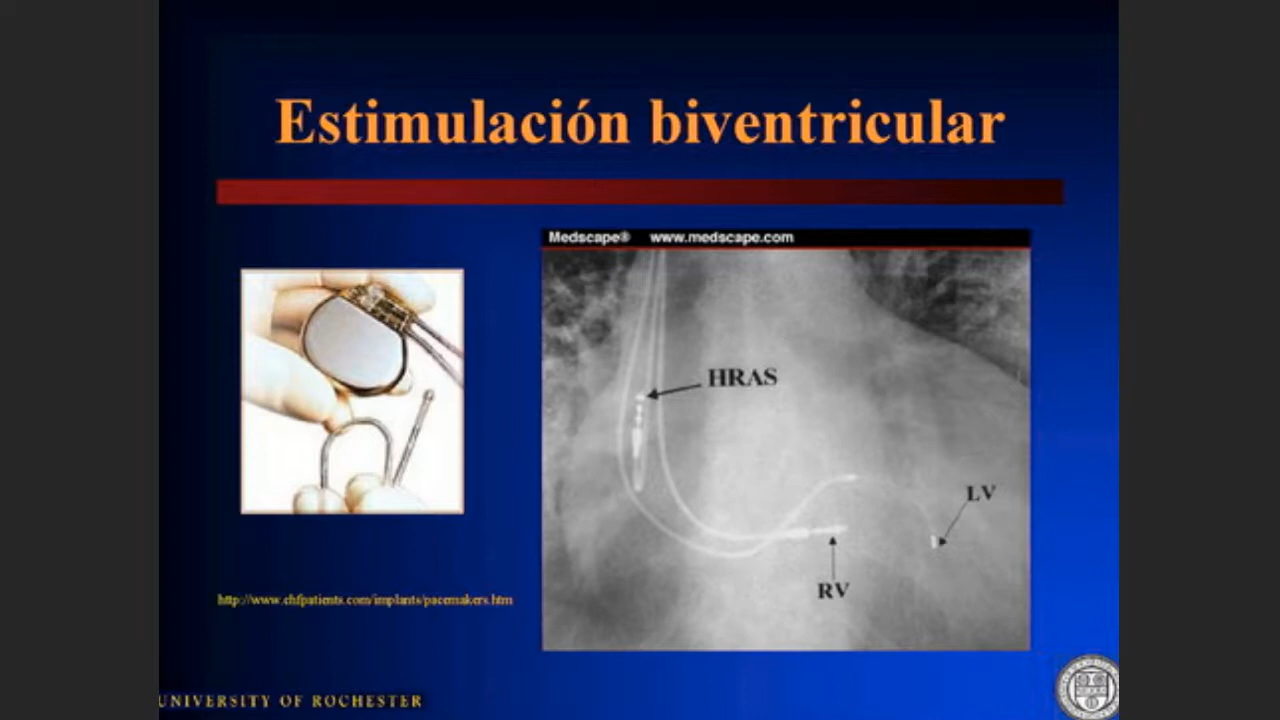 Estimulación biventricular
Medscape® www.medscape.com
HRAS
LV
RV
http://www.chfpatients.com/implants/pacemakers.htm
UNIVERSITY OF ROCHESTER